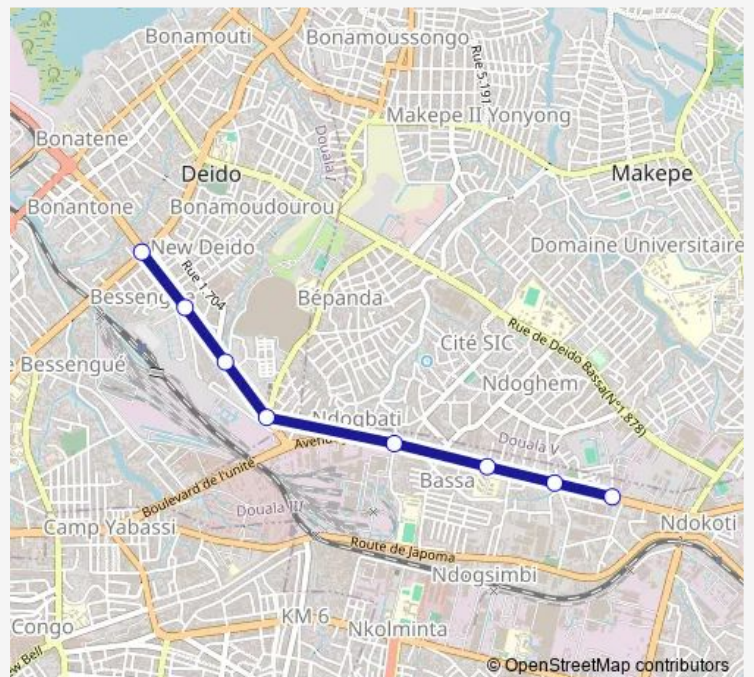 Bonamouti
Bonamoussongo
Rue 5.191
Makepe II Yonyong
Bonatene
Douala I
Deido
Makepe
Bonantone
Bonamoudourou
New Deido
Domaine Universitaire
Rue 1.704
Besseng
Bépanda
Rue de Deido Bassa(N°1.878)
Cité SIC
e Bessengué
Ndoghem
Ndogbati
Douala V
Avenu
Boulevard de l'unité
Bassa
Douala III
Ndokoti
Camp Yabassi
Route de Japoma
Ndogsimbi
KM 6
Congo
Nkolminta
ew Bell
© OpenStreetMap contributors